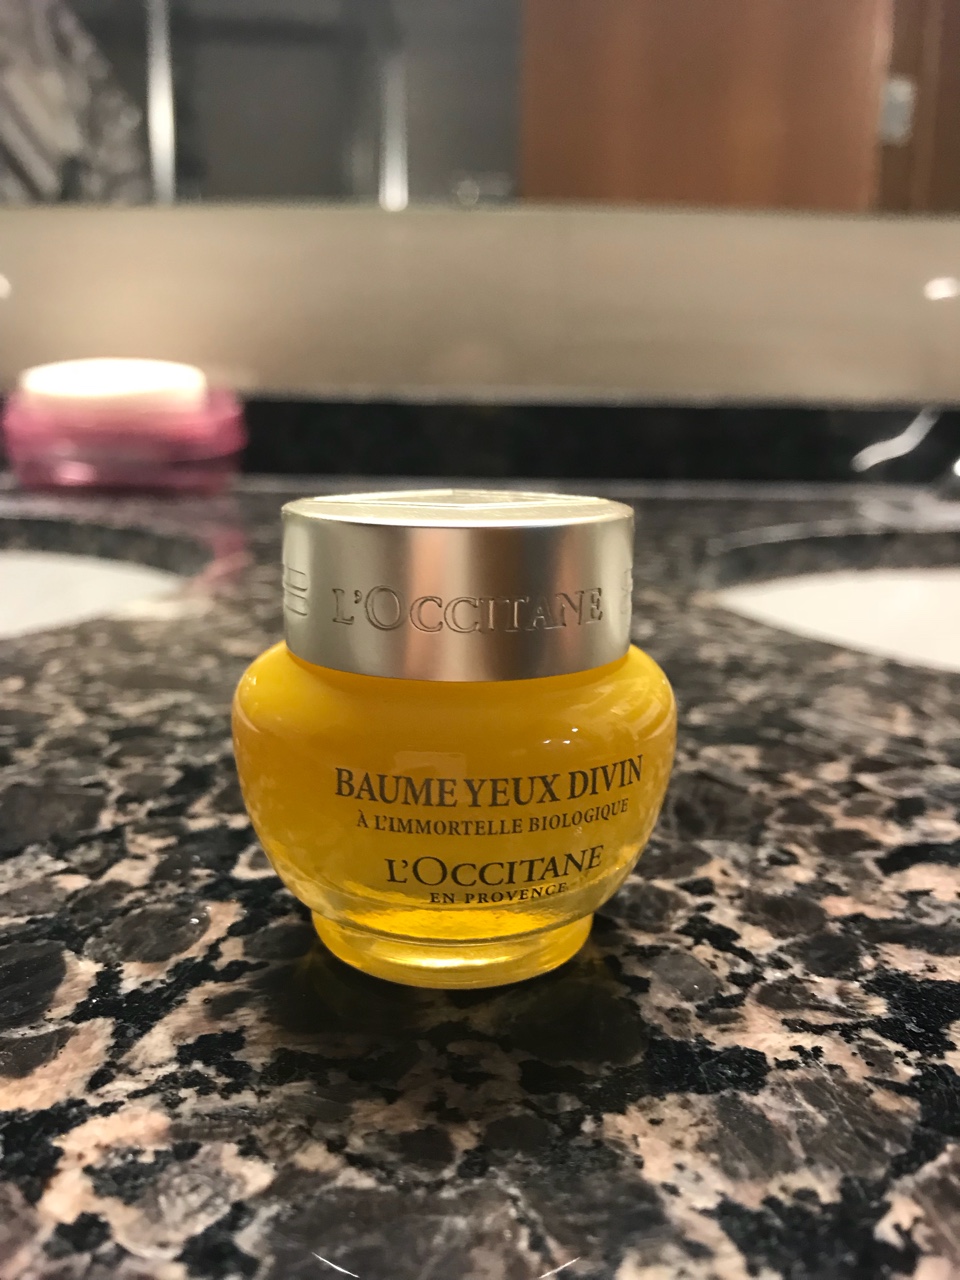 L'OCCITANE
BAUME YEUX DIVIN
À L'IMMORTELLE BIOLOGIQUE
L'OCCITANE
EN PROVENCE